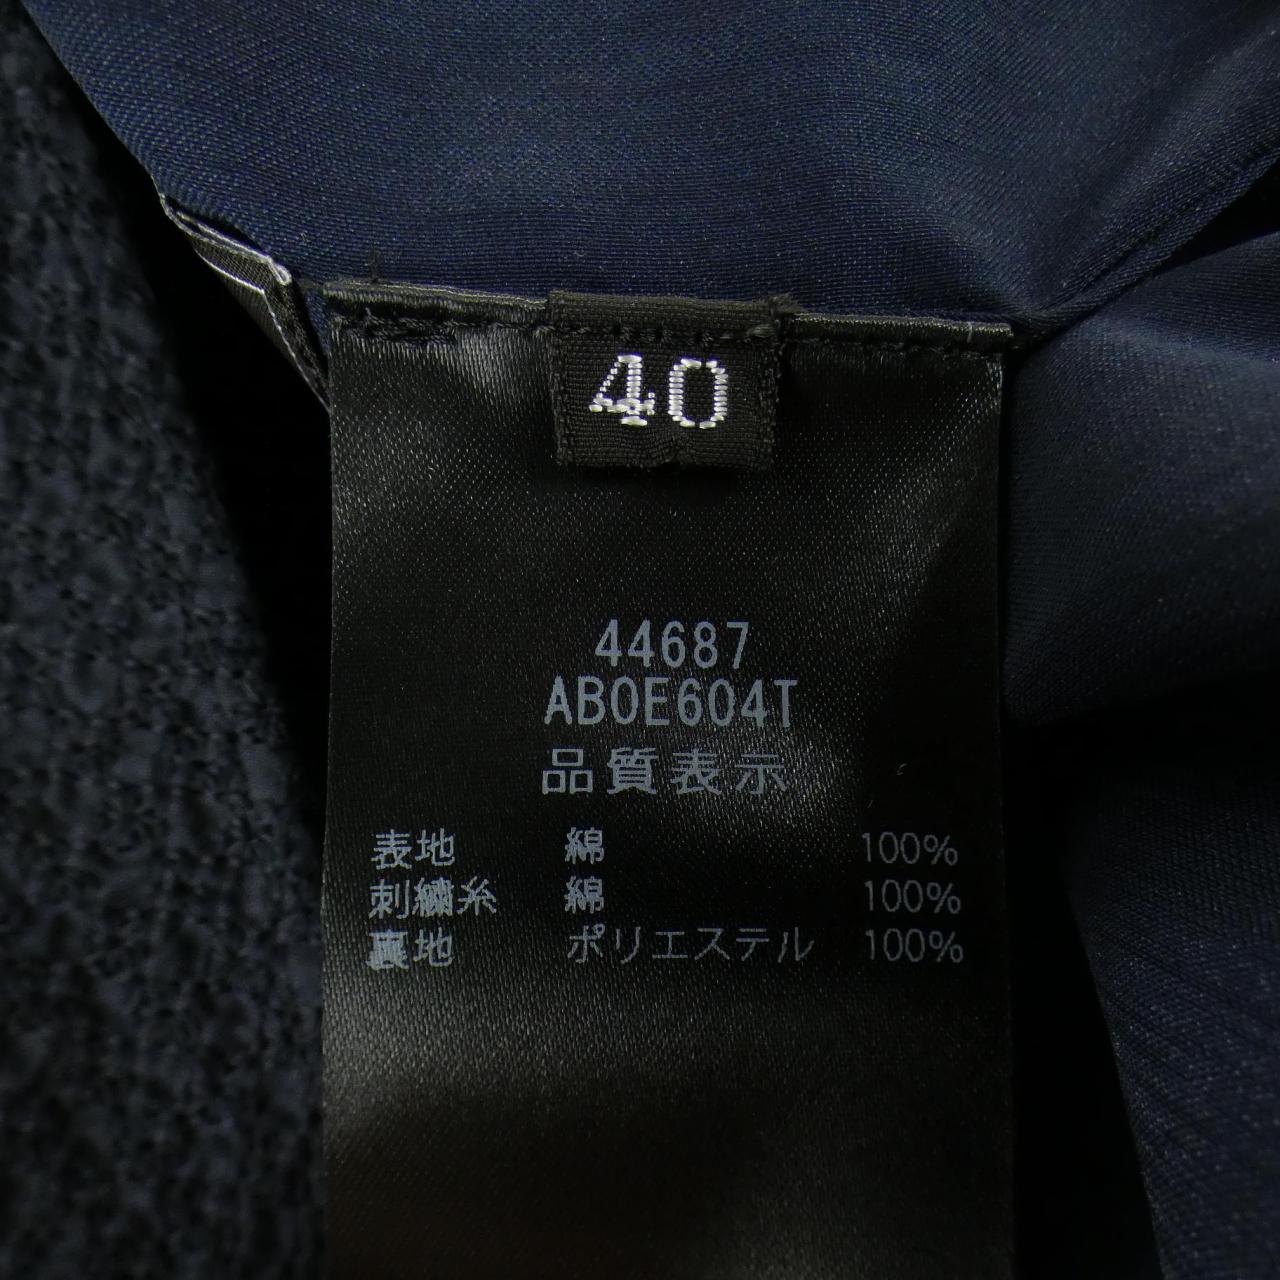 40
44687
AB0E604T
品質表示
表地 綿 100%
刺繍糸 綿 100%
裏地 ポリエステル 100%